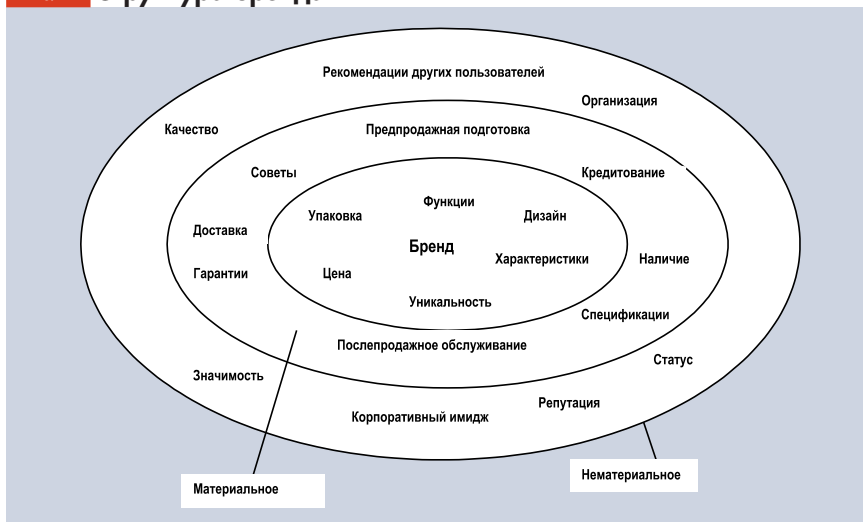 Рекомендации других пользователей
Организация
Качество
Предпродажная подготовка
Советы
Кредитование
Функции
Упаковка
Дизайн
Доставка
Бренд
Характеристики
Наличие
Гарантии
Цена
Уникальность
Спецификации
Послепродажное обслуживание
Статус
Значимость
Репутация
Корпоративный имидж
Нематериальное
Материальное